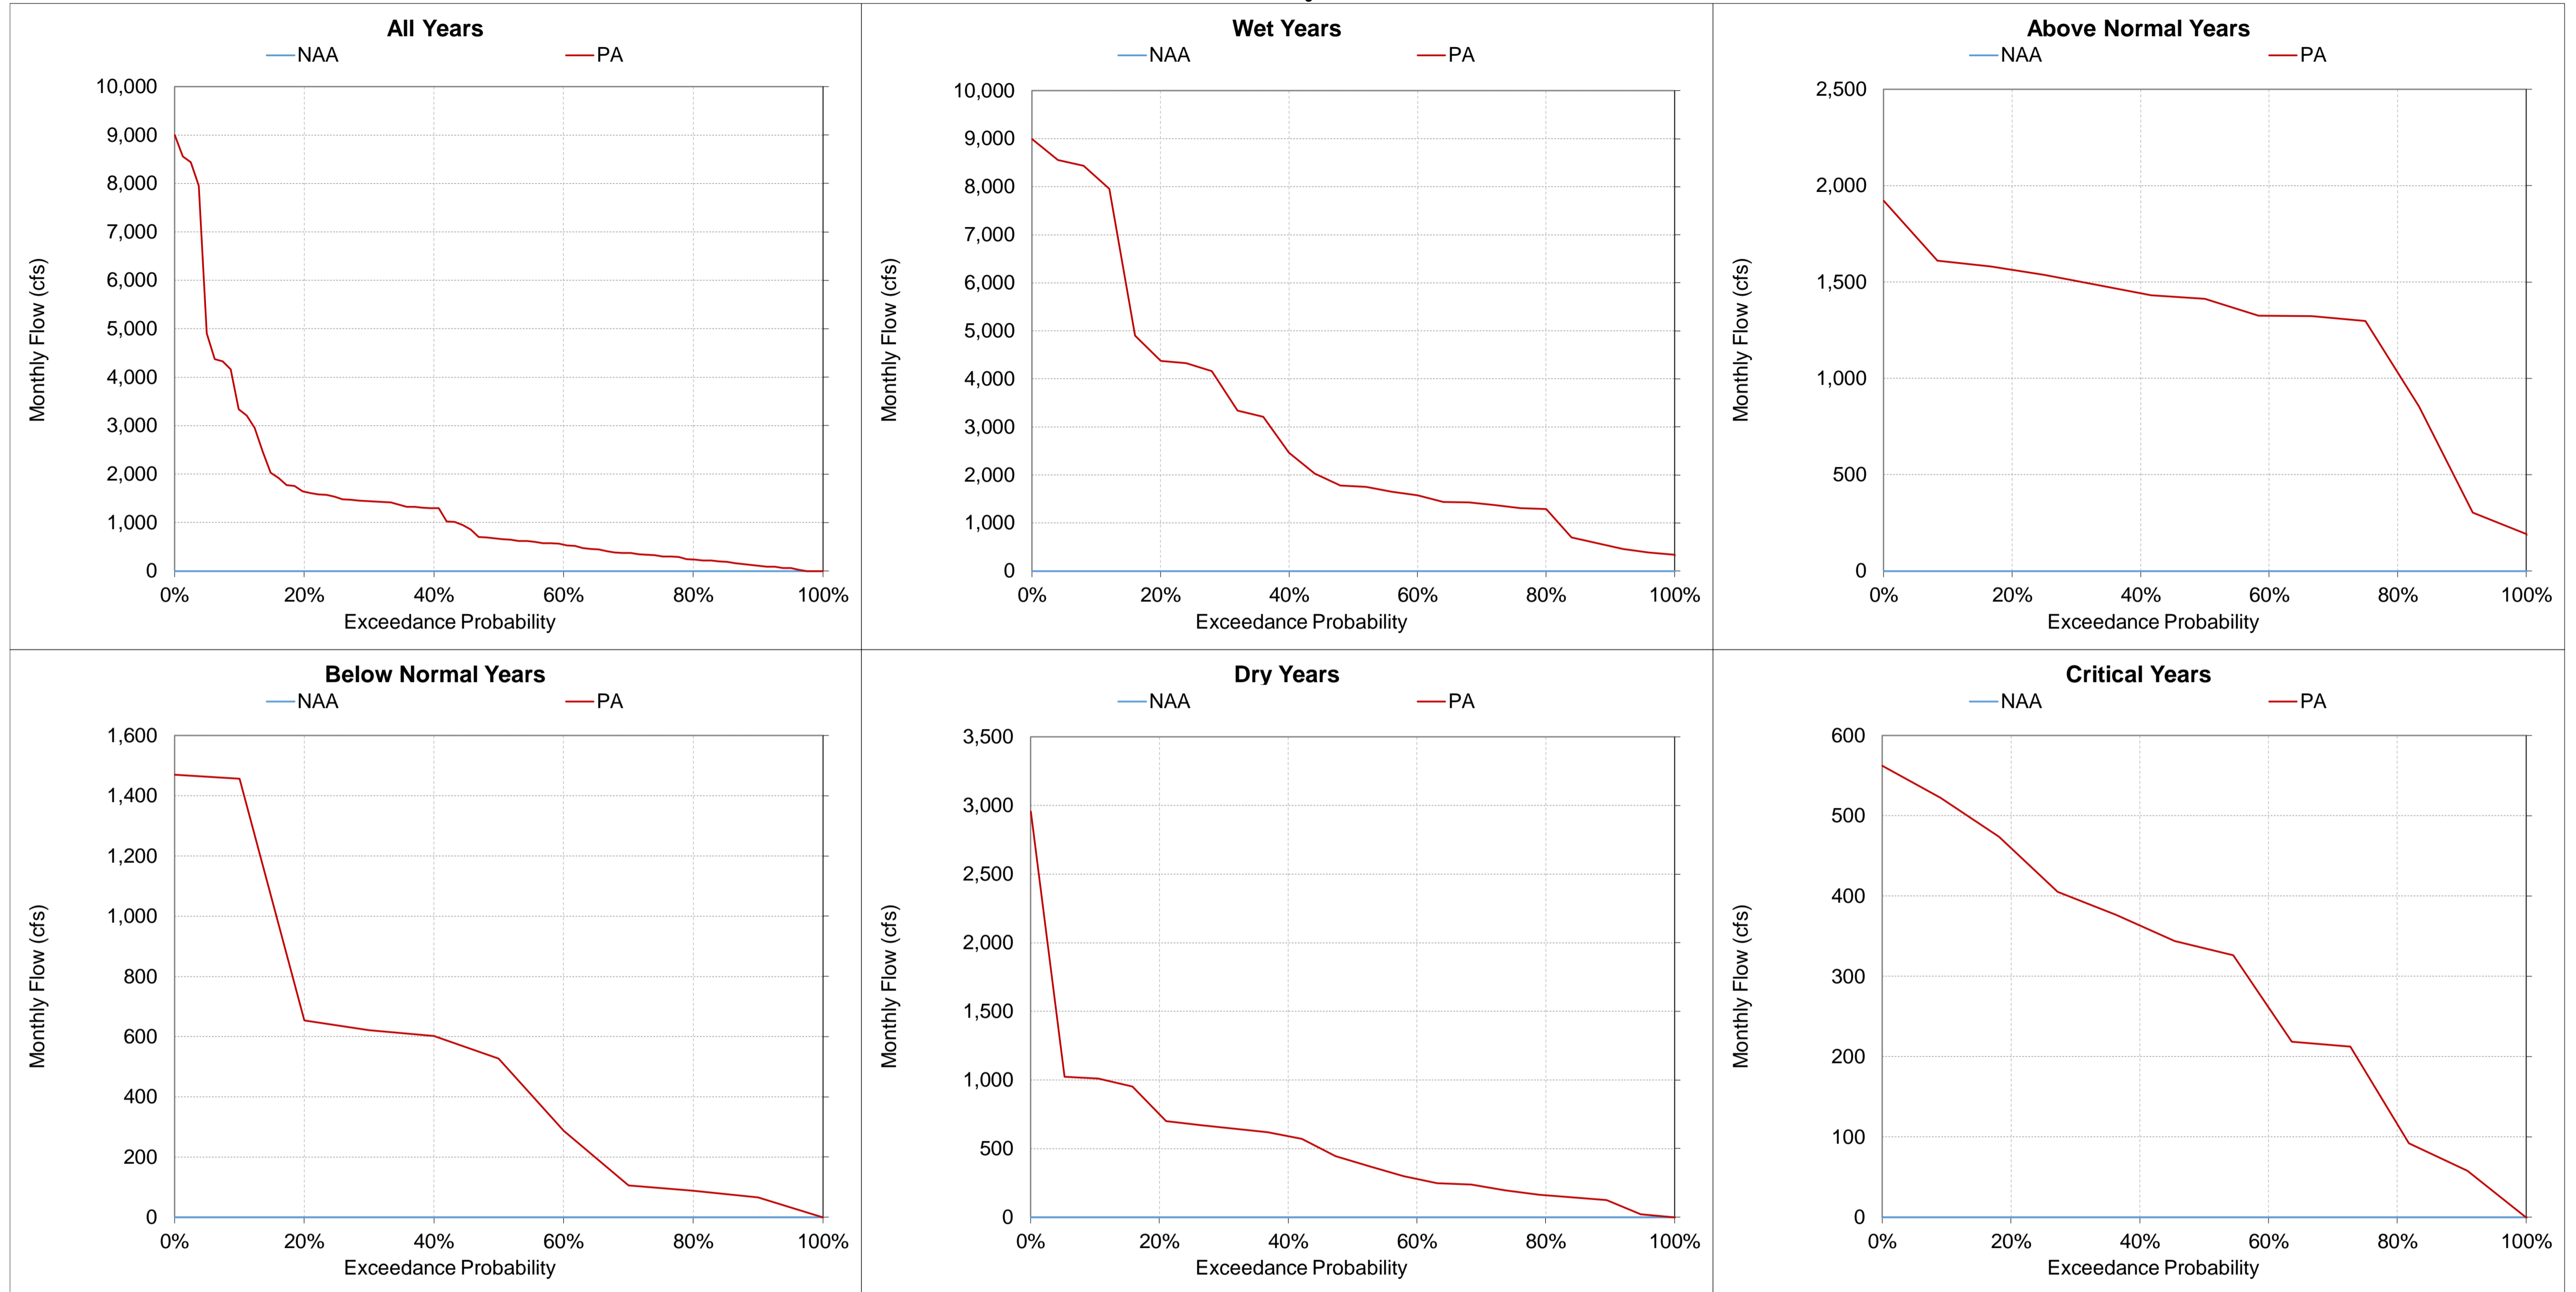 All Years
NAA PA
10,000
9,000
8,000
7,000
6,000
5,000
4,000
3,000
2,000
1,000
0
Monthly Flow (cfs)
0% 20% 40% 60% 80% 100%
Exceedance Probability
Wet Years
NAA PA
10,000
9,000
8,000
7,000
6,000
5,000
4,000
3,000
2,000
1,000
0
Monthly Flow (cfs)
0% 20% 40% 60% 80% 100%
Exceedance Probability
Above Normal Years
NAA PA
2,500
2,000
1,500
1,000
500
0
Monthly Flow (cfs)
0% 20% 40% 60% 80% 100%
Exceedance Probability
Below Normal Years
NAA PA
1,600
1,400
1,200
1,000
800
600
400
200
0
Monthly Flow (cfs)
0% 20% 40% 60% 80% 100%
Exceedance Probability
Dry Years
NAA PA
3,500
3,000
2,500
2,000
1,500
1,000
500
0
Monthly Flow (cfs)
0% 20% 40% 60% 80% 100%
Exceedance Probability
Critical Years
NAA PA
600
500
400
300
200
100
0
Monthly Flow (cfs)
0% 20% 40% 60% 80% 100%
Exceedance Probability